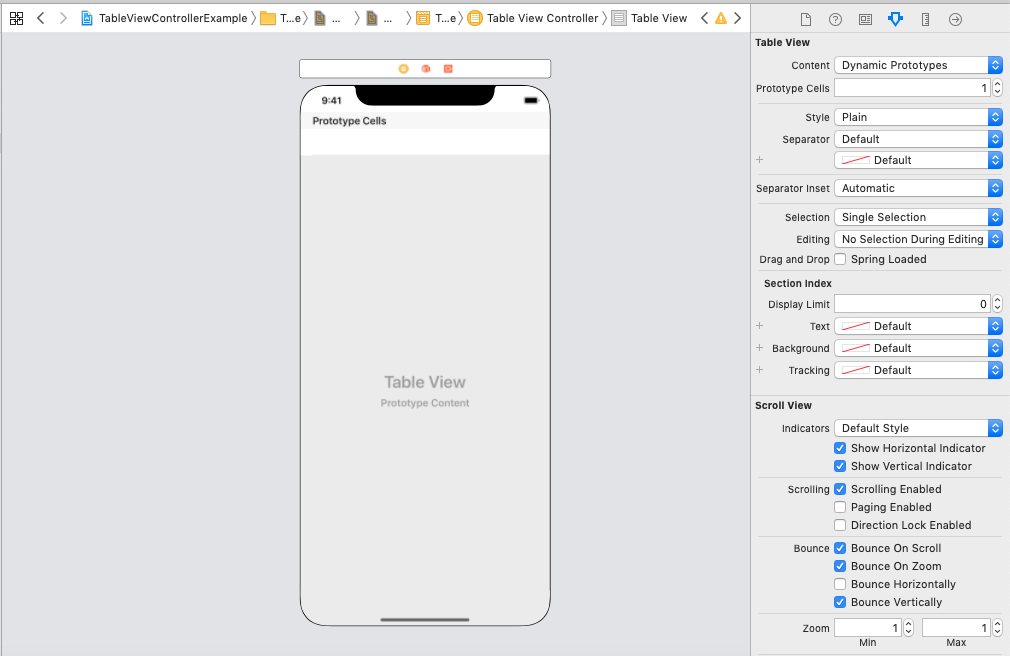 TableViewControllerExample T...e ... ... T...e Table View Controller Table View
9:41
Prototype Cells
Table View
Prototype Content
Table View
Content Dynamic Prototypes
Prototype Cells 1
Style Plain
Separator Default
+ Default
Separator Inset Automatic
Selection Single Selection
Editing No Selection During Editing
Drag and Drop Spring Loaded
Section Index
Display Limit 0
+ Text Default
+ Background Default
+ Tracking Default
Scroll View
Indicators Default Style
Show Horizontal Indicator
Show Vertical Indicator
Scrolling Scrolling Enabled
Paging Enabled
Direction Lock Enabled
Bounce Bounce On Scroll
Bounce On Zoom
Bounce Horizontally
Bounce Vertically
Zoom 1 1
Min Max